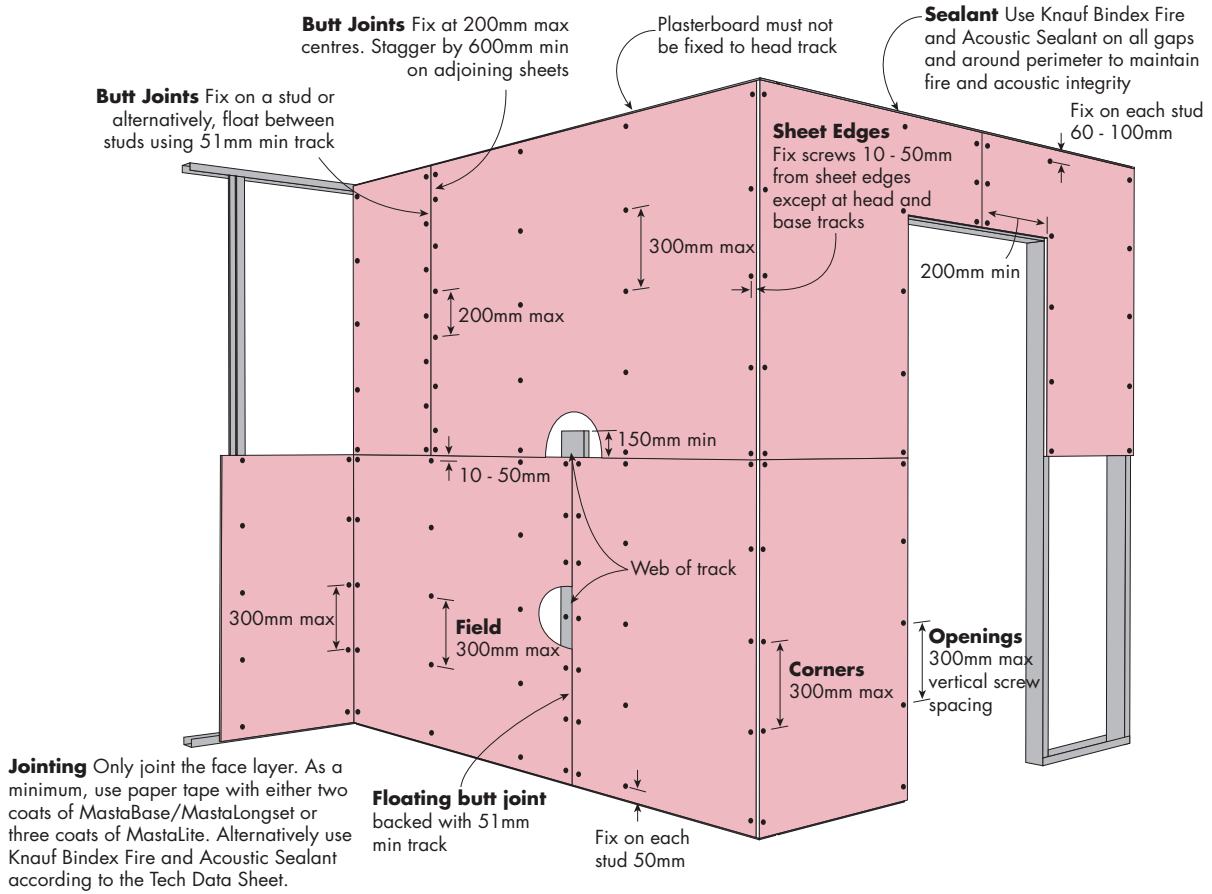 Butt Joints Fix at 200mm max
centres. Stagger by 600mm min
on adjoining sheets
Plasterboard must not
be fixed to head track
Sealant Use Knauf Bindex Fire
and Acoustic Sealant on all gaps
and around perimeter to maintain
fire and acoustic integrity
Butt Joints Fix on a stud or
alternatively, float between
studs using 51mm min track
Fix on each stud
60 - 100mm
Sheet Edges
Fix screws 10 - 50mm
from sheet edges
except at head and
base tracks
300mm max
200mm min
200mm max
150mm min
10 - 50mm
Web of track
300mm max
Field
300mm max
Corners
300mm max
Openings
300mm max
vertical screw
spacing
Jointing Only joint the face layer. As a
minimum, use paper tape with either two
coats of MastaBase/MastaLongset or
three coats of MastaLite. Alternatively use
Knauf Bindex Fire and Acoustic Sealant
according to the Tech Data Sheet.
Floating butt joint
backed with 51mm
min track
Fix on each
stud 50mm